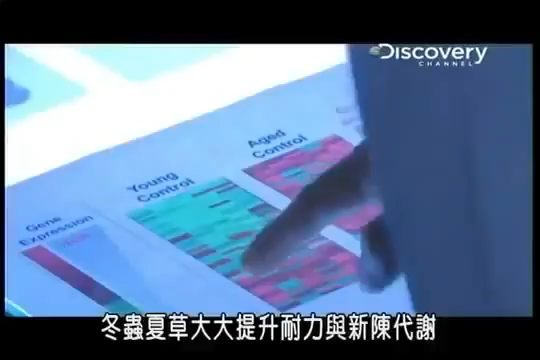 Discovery
CHANNEL
Aged
Control
Young
Control
Gene
Expression
冬蟲夏草大大提升耐力與新陳代謝